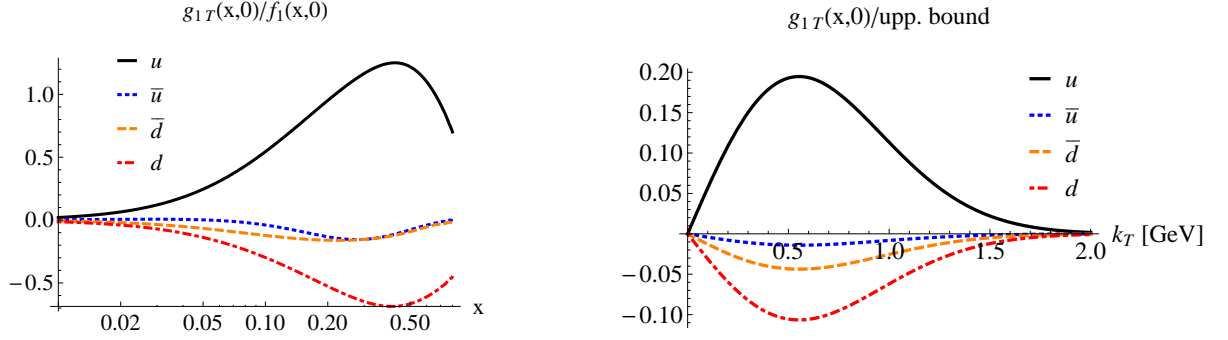 g1T(x,0)/f1(x,0)
1.0
0.5
0.0
−0.5
0.02
0.05
0.10
0.20
0.50
x
u
u̅
d̅
d
g1T(x,0)/upp. bound
0.20
0.15
0.10
0.05
−0.05
−0.10
0.5
1.0
1.5
2.0
kT [GeV]
u
u̅
d̅
d